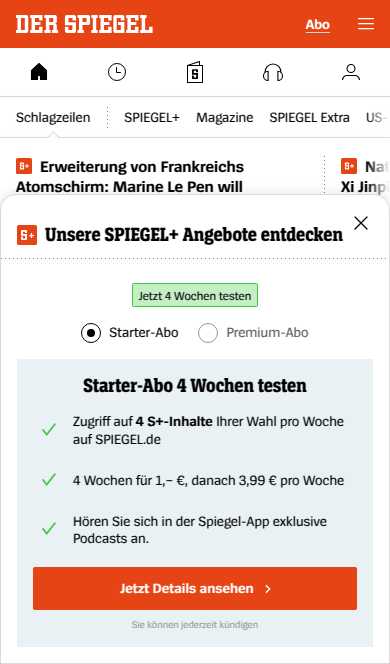 DER SPIEGEL
Abo
S
Schlagzeilen
SPIEGEL+
Magazine
SPIEGEL Extra
US-
S+ Erweiterung von Frankreichs
Atomschirm: Marine Le Pen will
S+
Xi Jinp
S+ Unsere SPIEGEL+ Angebote entdecken
Jetzt 4 Wochen testen
Starter-Abo
Premium-Abo
Starter-Abo 4 Wochen testen
Zugriff auf 4 S+-Inhalte Ihrer Wahl pro Woche
auf SPIEGEL.de
4 Wochen für 1,– €, danach 3,99 € pro Woche
Hören Sie sich in der Spiegel-App exklusive
Podcasts an.
Jetzt Details ansehen
Sie können jederzeit kündigen